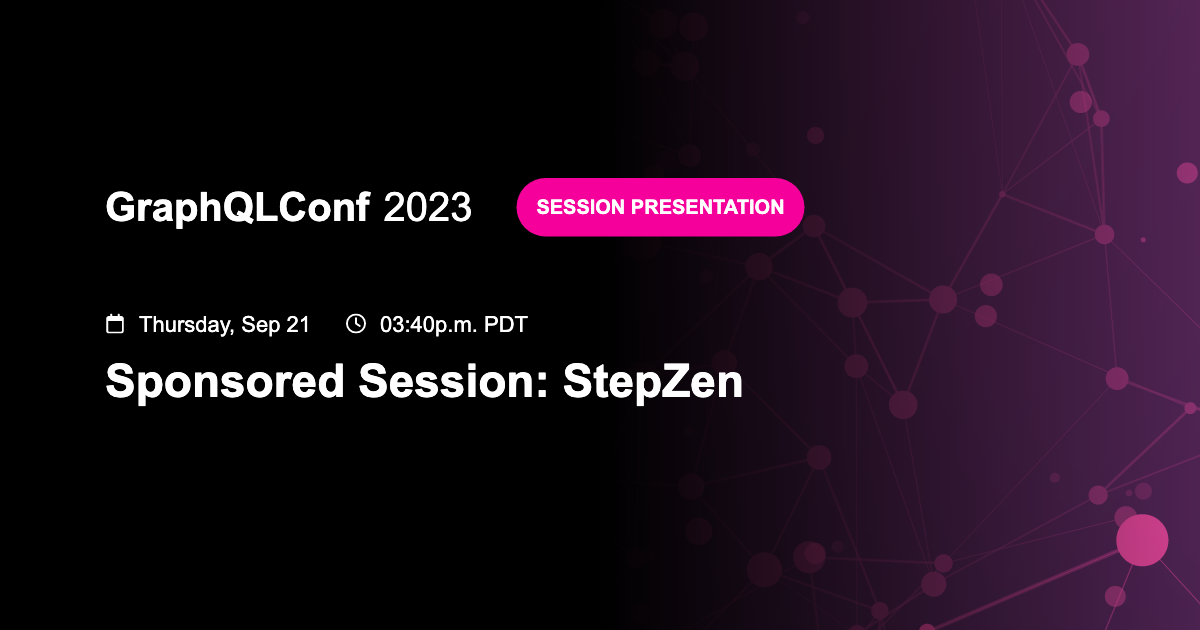 GraphQLConf 2023 SESSION PRESENTATION
Thursday, Sep 21 03:40p.m. PDT
Sponsored Session: StepZen